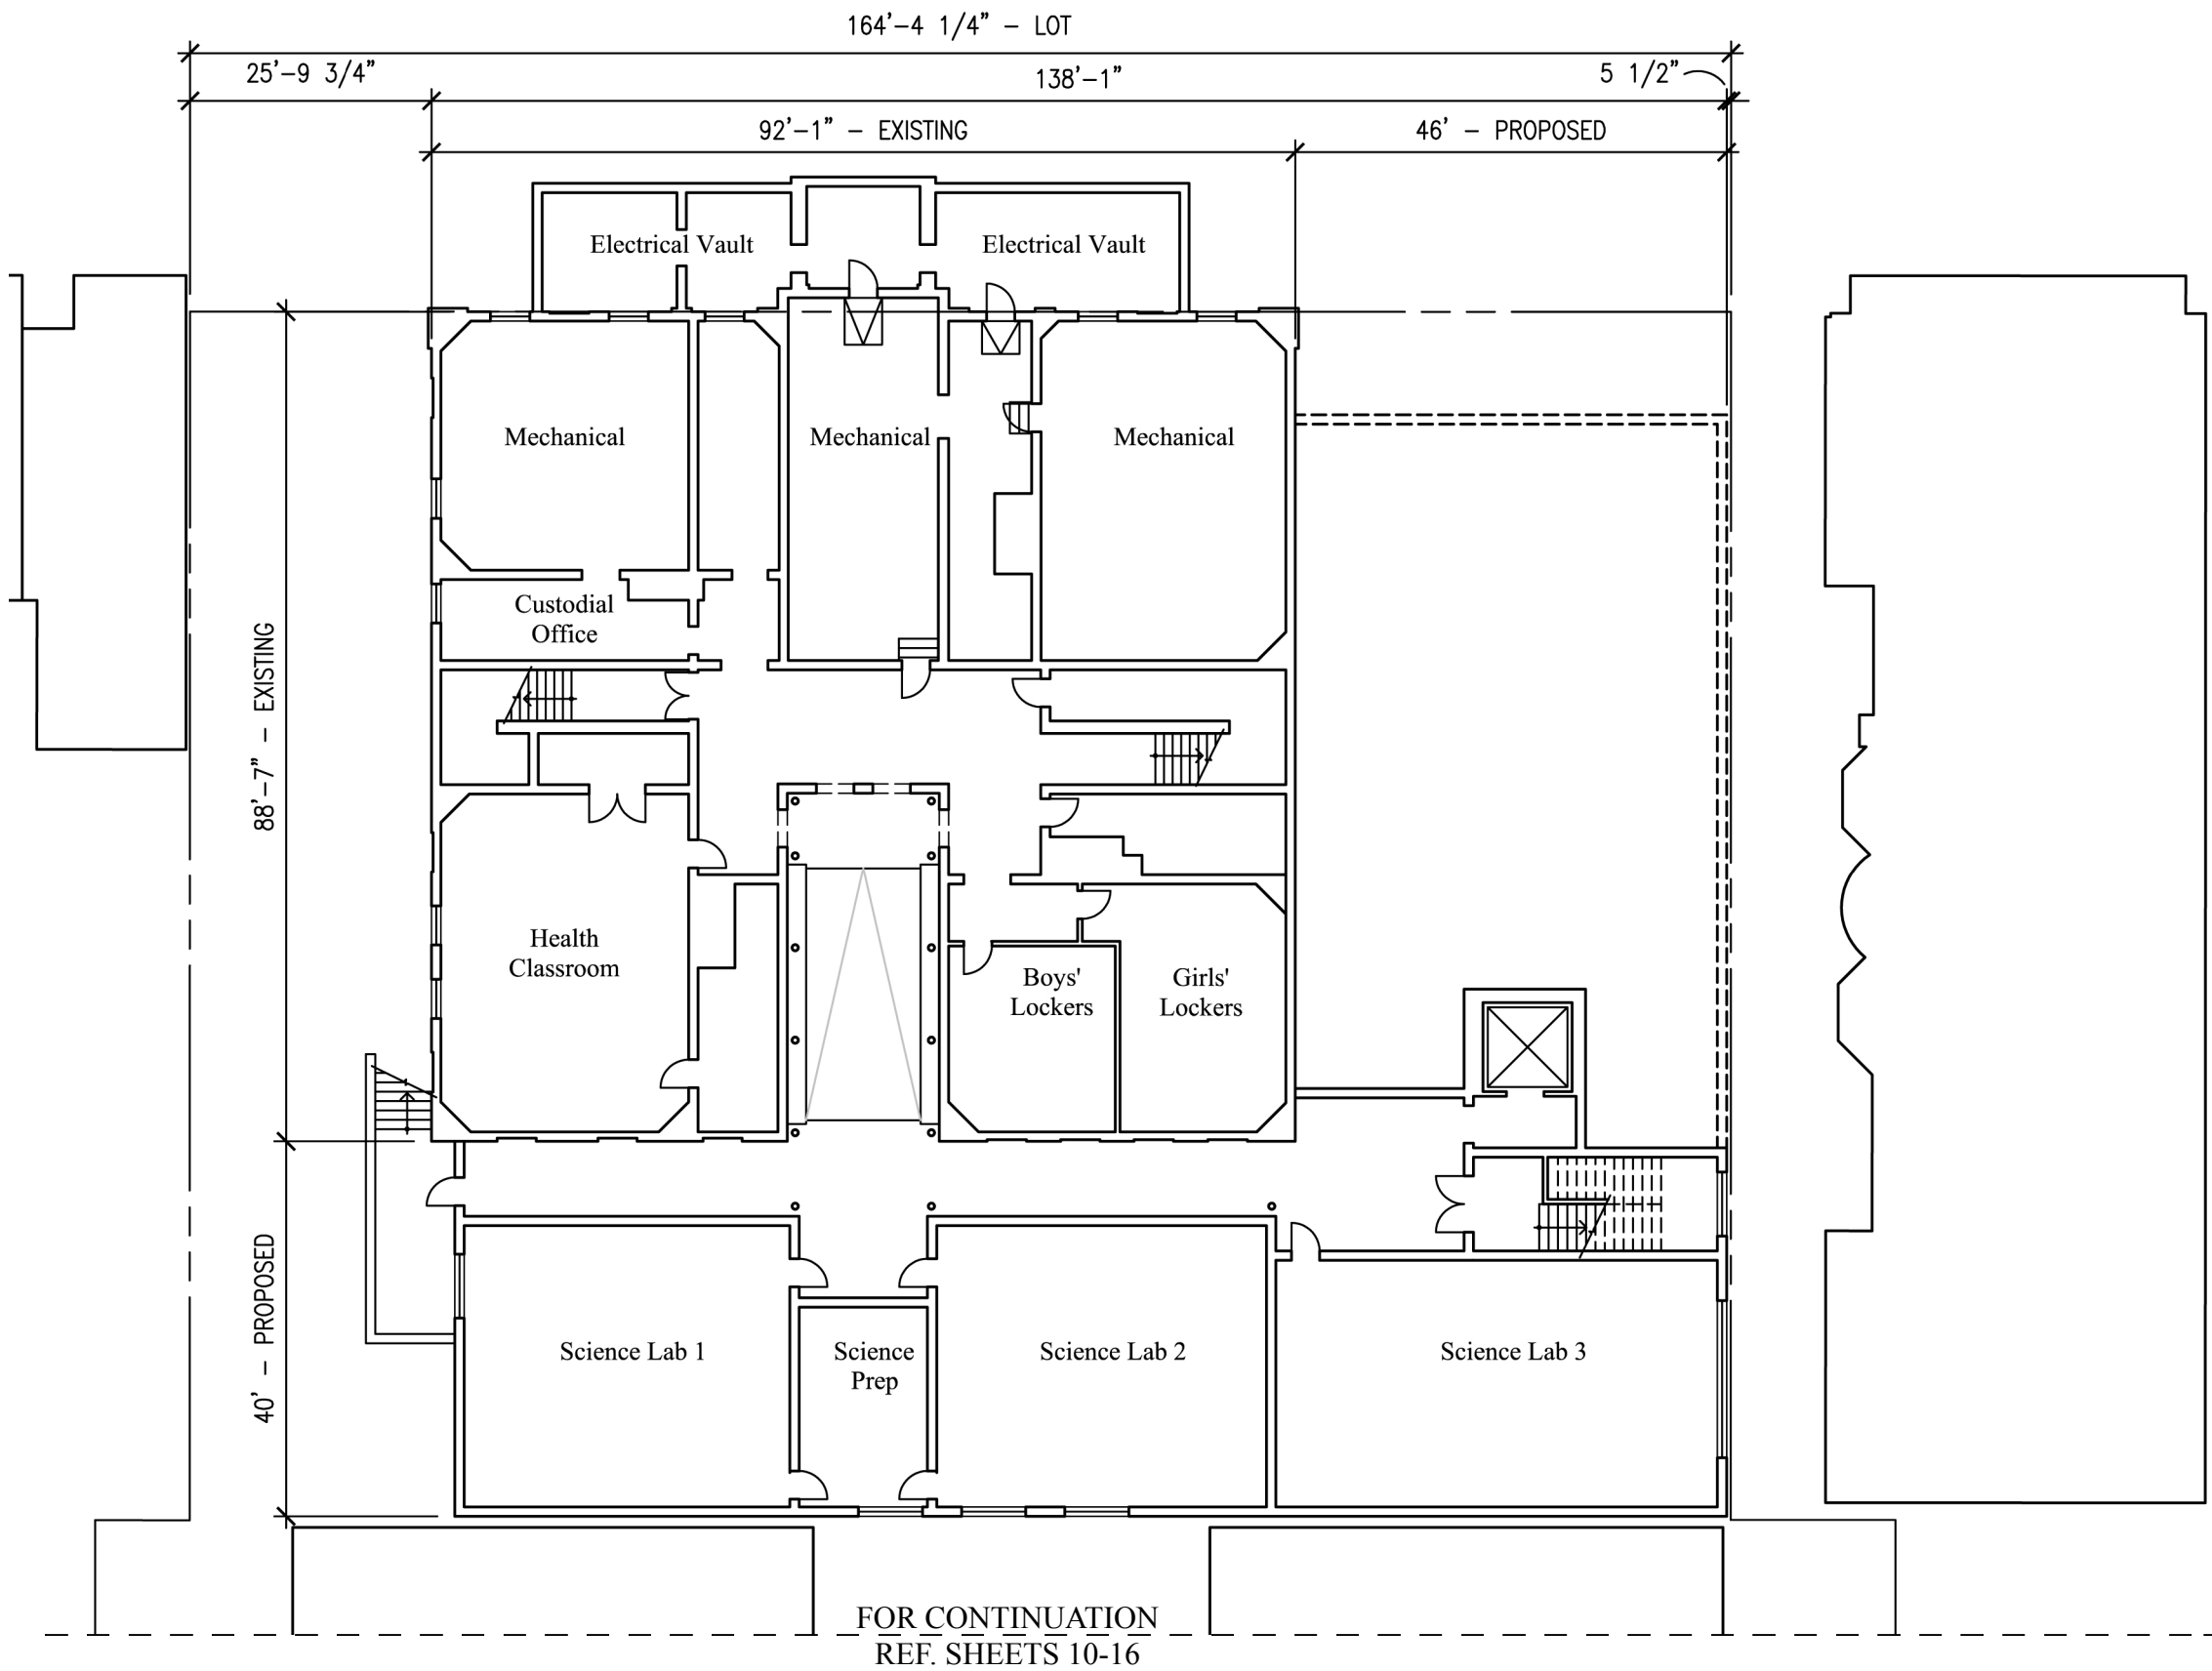 164'-4 1/4" - LOT
25'-9 3/4"
138'-1"
5 1/2"
92'-1" - EXISTING
46' - PROPOSED
Electrical Vault
Electrical Vault
Mechanical
Mechanical
Mechanical
Custodial
Office
88'-7" - EXISTING
Health
Classroom
Boys'
Lockers
Girls'
Lockers
40' - PROPOSED
Science Lab 1
Science
Prep
Science Lab 2
Science Lab 3
FOR CONTINUATION
REF. SHEETS 10-16